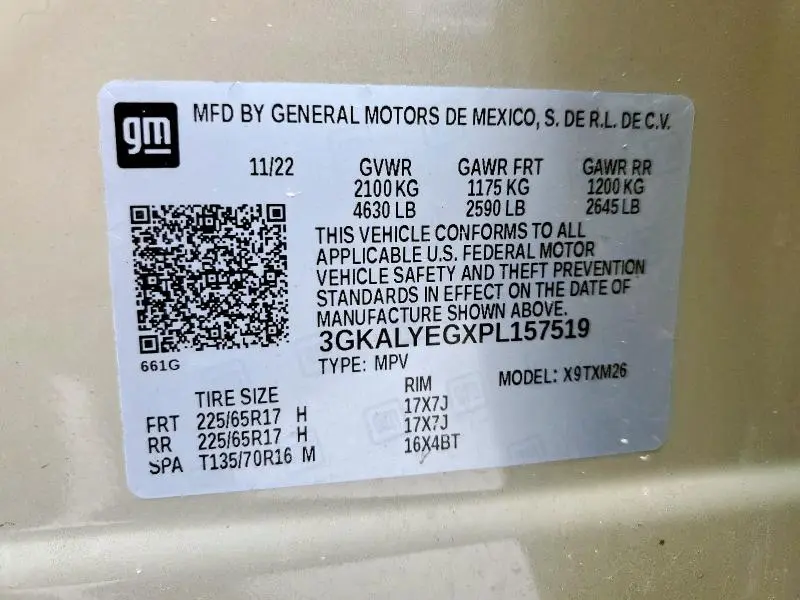 gm
MFD BY GENERAL MOTORS DE MEXICO, S. DE R.L. DE C.V.
11/22 GVWR GAWR FRT GAWR RR
2100 KG 1175 KG 1200 KG
4630 LB 2590 LB 2645 LB
THIS VEHICLE CONFORMS TO ALL
APPLICABLE U.S. FEDERAL MOTOR
VEHICLE SAFETY AND THEFT PREVENTION
STANDARDS IN EFFECT ON THE DATE OF
MANUFACTURE SHOWN ABOVE.
3GKALYEGXPL157519
661G
TYPE: MPV MODEL: X9TXM26
TIRE SIZE RIM
FRT 225/65R17 H 17X7J
RR 225/65R17 H 17X7J
SPA T135/70R16 M 16X4BT